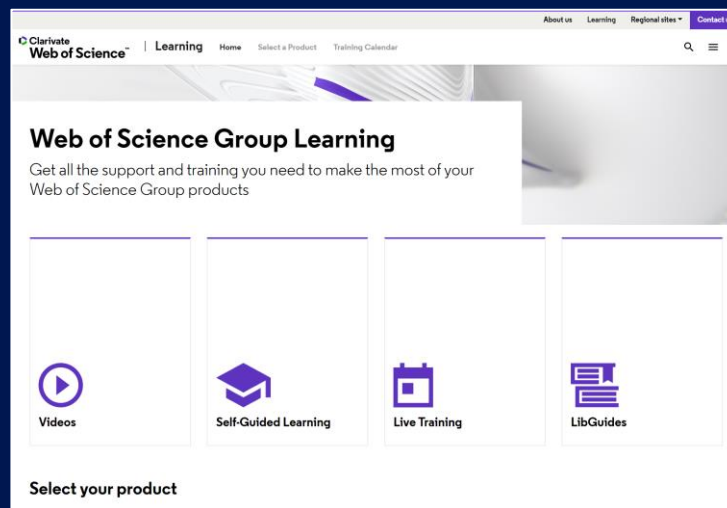 About us Learning Regional sites Contact
Clarivate
Web of Science™ | Learning Home Select a Product Training Calendar
Web of Science Group Learning
Get all the support and training you need to make the most of your
Web of Science Group products
Videos Self-Guided Learning Live Training LibGuides
Select your product